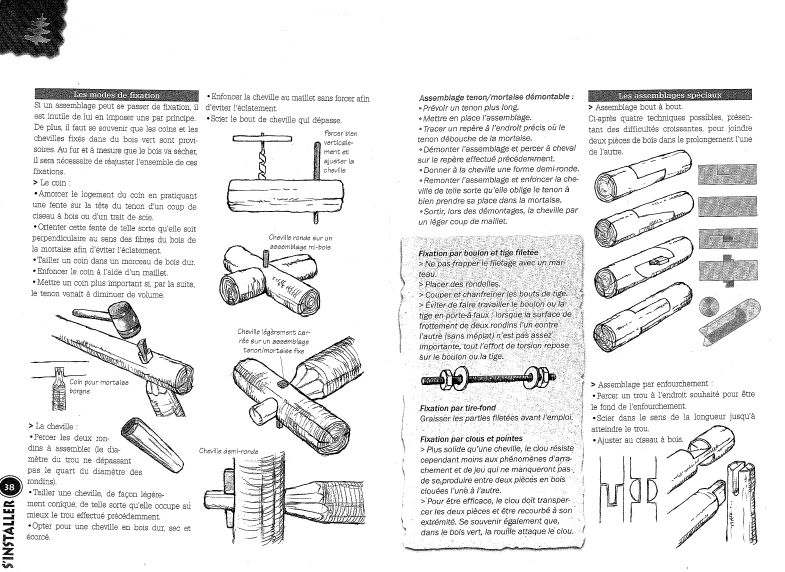 Les modes de fixation
Si un assemblage peut se passer de fixation, il
est inutile de lui en imposer une par principe.
De plus, il faut se souvenir que les coins et les
chevilles fixés dans du bois vert sont provi-
soires. Au fur et à mesure que le bois va sécher,
il sera nécessaire de réajuster l'ensemble de ces
fixations.
> Le coin :
• Amorcer le logement du coin en pratiquant
une fente sur la tête du tenon d'un coup de
ciseau à bois ou d'un trait de scie.
• Orienter cette fente de telle sorte qu'elle soit
perpendiculaire au sens des fibres du bois de
la mortaise afin d'éviter l'éclatement.
• Tailler un coin dans un morceau de bois dur.
• Enfoncer le coin à l'aide d'un maillet.
• Mettre un coin plus important si, par la suite,
le tenon venait à diminuer de volume.
Coin pour mortaise
borgne
> La cheville :
• Percer les deux ron-
dins à assembler (le dia-
mètre du trou ne dépassant
pas le quart du diamètre des
rondins).
• Tailler une cheville, de façon légère-
ment conique, de telle sorte qu'elle occupe au
mieux le trou effectué précédemment.
• Opter pour une cheville en bois dur, sec et
écorcé.
38
S'INSTALLER
• Enfoncer la cheville au maillet sans forcer afin
d'éviter l'éclatement.
• Scier le bout de cheville qui dépasse.
Percer bien
verticale-
ment et
ajuster la
cheville
Cheville ronde sur un
assemblage mi-bois
Cheville légèrement car-
rée sur un assemblage
tenon/mortaise fixe
Cheville demi-ronde
Assemblage tenon/mortaise démontable :
• Prévoir un tenon plus long.
• Mettre en place l'assemblage.
• Tracer un repère à l'endroit précis où le
tenon débouche de la mortaise.
• Démonter l'assemblage et percer à cheval
sur le repère effectué précédemment.
• Donner à la cheville une forme demi-ronde.
• Remonter l'assemblage et enfoncer la che-
ville de telle sorte qu'elle oblige le tenon à
bien prendre sa place dans la mortaise.
• Sortir, lors des démontages, la cheville par
un léger coup de maillet.
Fixation par boulon et tige filetée
> Ne pas frapper le filetage avec un mar-
teau.
> Placer des rondelles.
> Couper et chanfreiner les bouts de tige.
> Éviter de faire travailler le boulon ou la
tige en porte-à-faux : lorsque la surface de
frottement de deux rondins l'un contre
l'autre (sans méplat) n'est pas assez
importante, tout l'effort de torsion repose
sur le boulon ou la tige.
Fixation par tire-fond
Graisser les parties filetées avant l'emploi.
Fixation par clous et pointes
> Plus solide qu'une cheville, le clou résiste
cependant moins aux phénomènes d'arra-
chement et de jeu qui ne manqueront pas
de se produire entre deux pièces en bois
clouées l'une à l'autre.
> Pour être efficace, le clou doit transper-
cer les deux pièces et être recourbé à son
extrémité. Se souvenir également que,
dans le bois vert, la rouille attaque le clou.
Les assemblages spéciaux
> Assemblage bout à bout.
Ci-après quatre techniques possibles, présen-
tant des difficultés croissantes, pour joindre
deux pièces de bois dans le prolongement l'une
de l'autre.
> Assemblage par enfourchement :
• Percer un trou à l'endroit souhaité pour être
le fond de l'enfourchement.
• Scier dans le sens de la longueur jusqu'à
atteindre le trou.
• Ajuster au ciseau à bois.